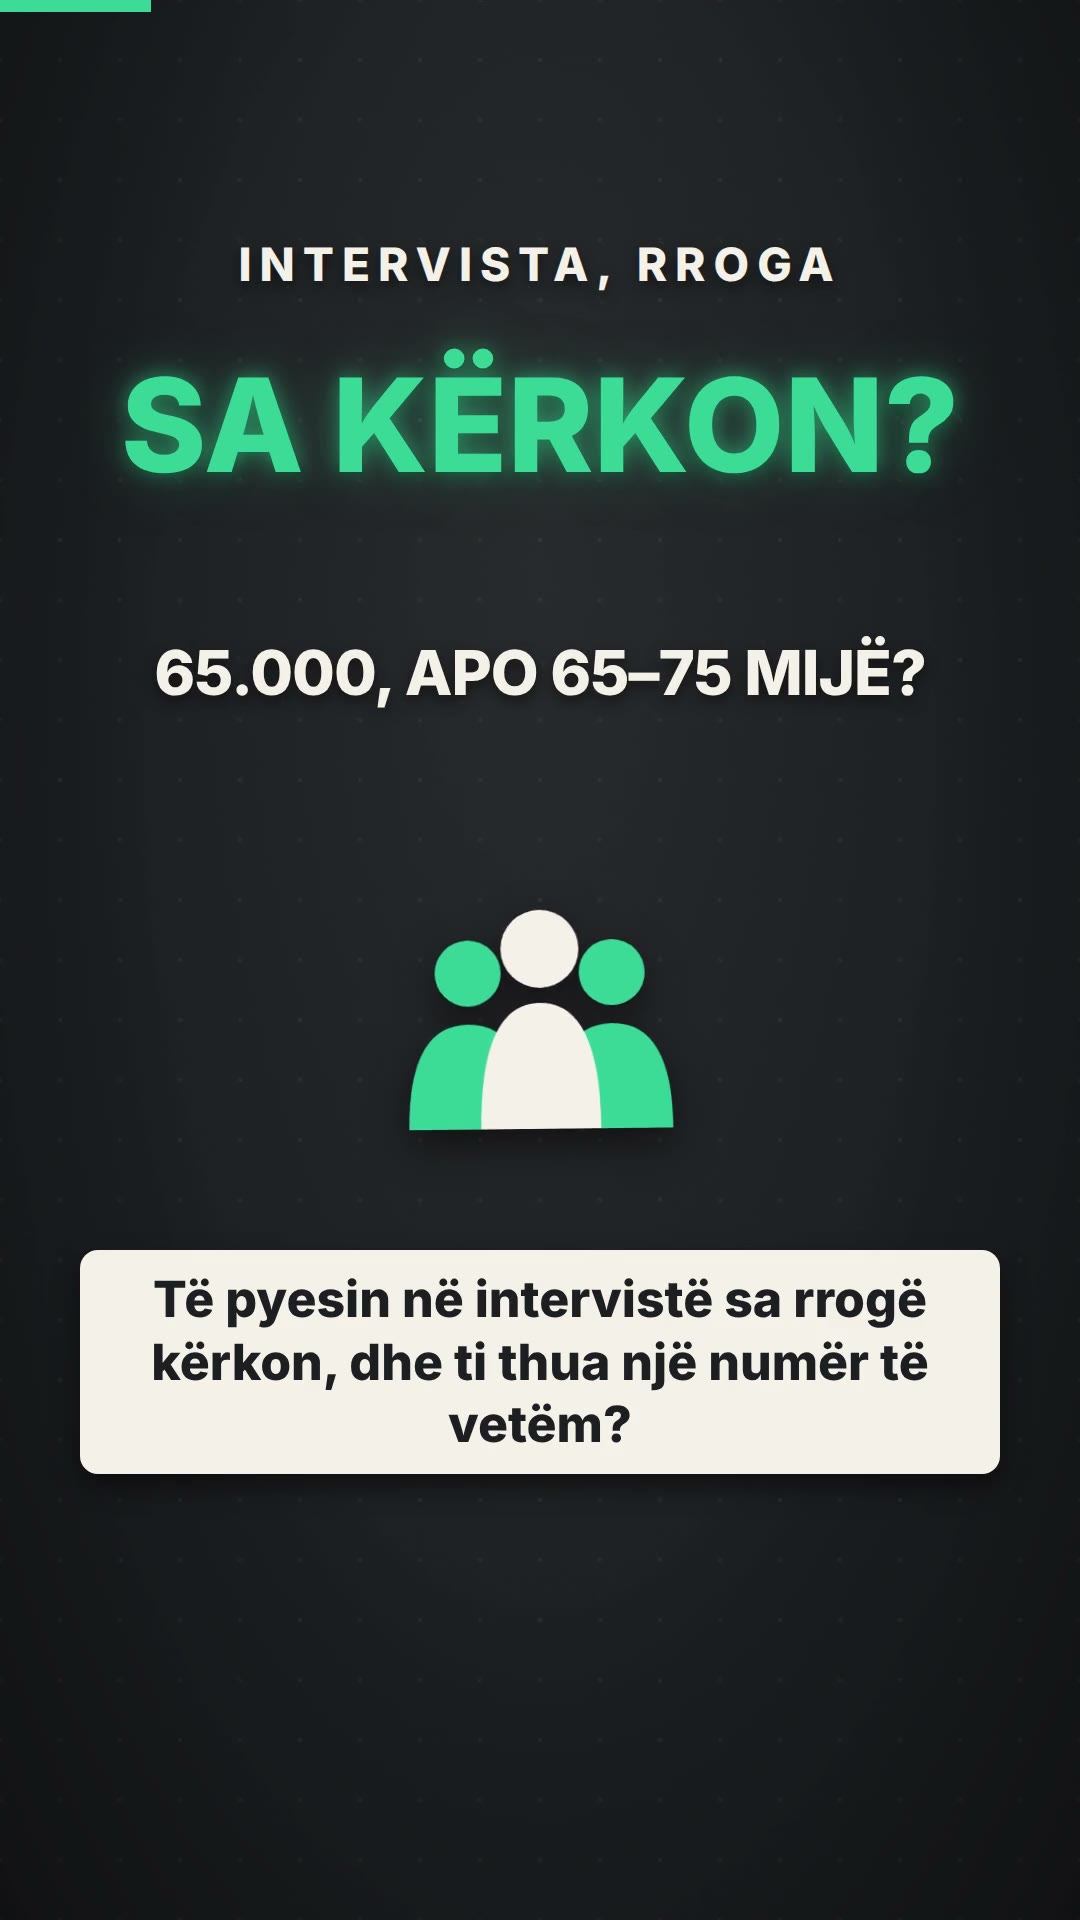 INTERVISTA, RROGA
SA KËRKON?
65.000, APO 65–75 MIJË?
Të pyesin në intervistë sa rrogë
kërkon, dhe ti thua një numër të
vetëm?